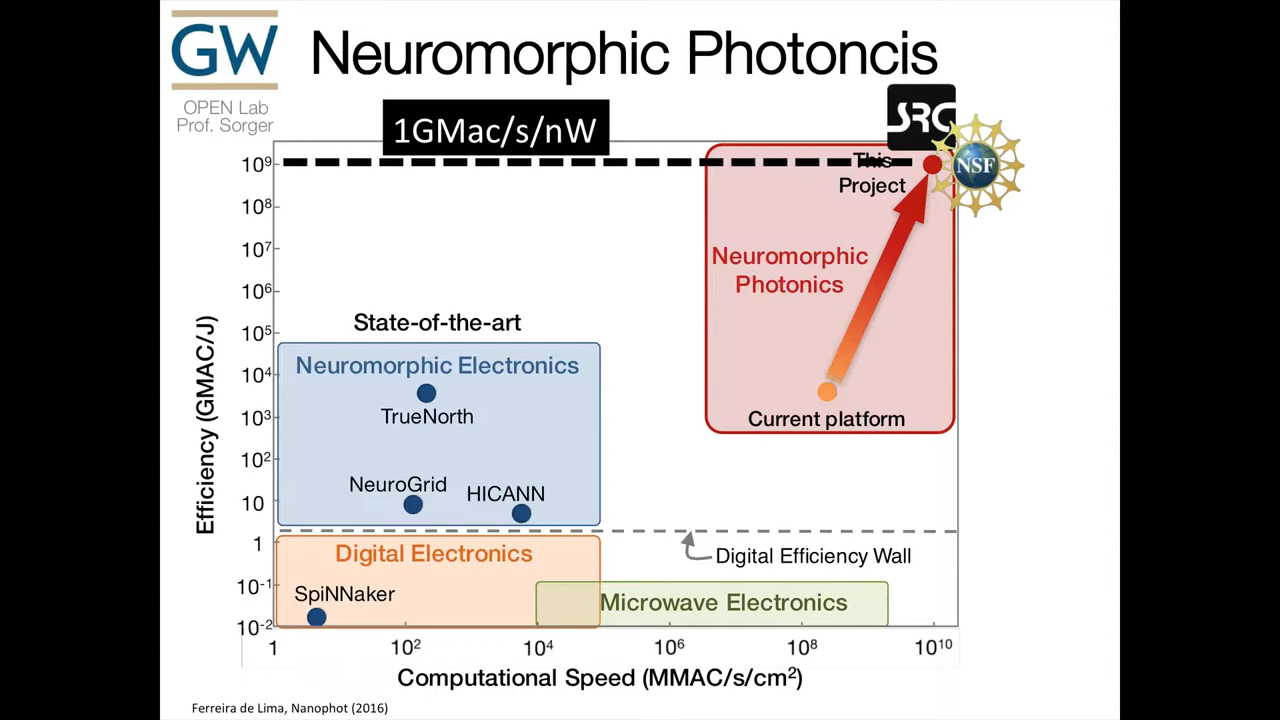 GW
Neuromorphic Photoncis
OPEN Lab
Prof. Sorger
1GMac/s/nW
SRC
NSF
This
Project
Neuromorphic
Photonics
Current platform
State-of-the-art
Neuromorphic Electronics
TrueNorth
NeuroGrid
HICANN
Digital Efficiency Wall
Digital Electronics
SpiNNaker
Microwave Electronics
Efficiency (GMAC/J)
10⁹
10⁸
10⁷
10⁶
10⁵
10⁴
10³
10²
10
1
10⁻¹
10⁻²
1 10² 10⁴ 10⁶ 10⁸ 10¹⁰
Computational Speed (MMAC/s/cm²)
Ferreira de Lima, Nanophot (2016)